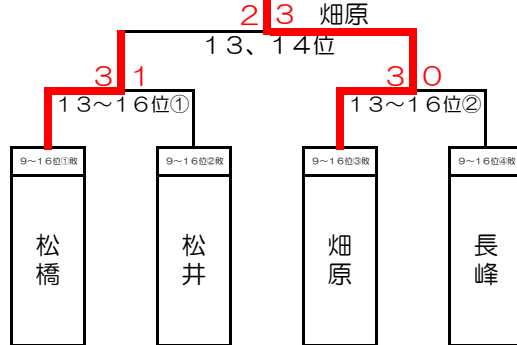 2 3 畑原
13、14位
3 1
3 0
13～16位①
13～16位②
9～16位①敗
9～16位②敗
9～16位③敗
9～16位④敗
松橋
松井
畑原
長峰